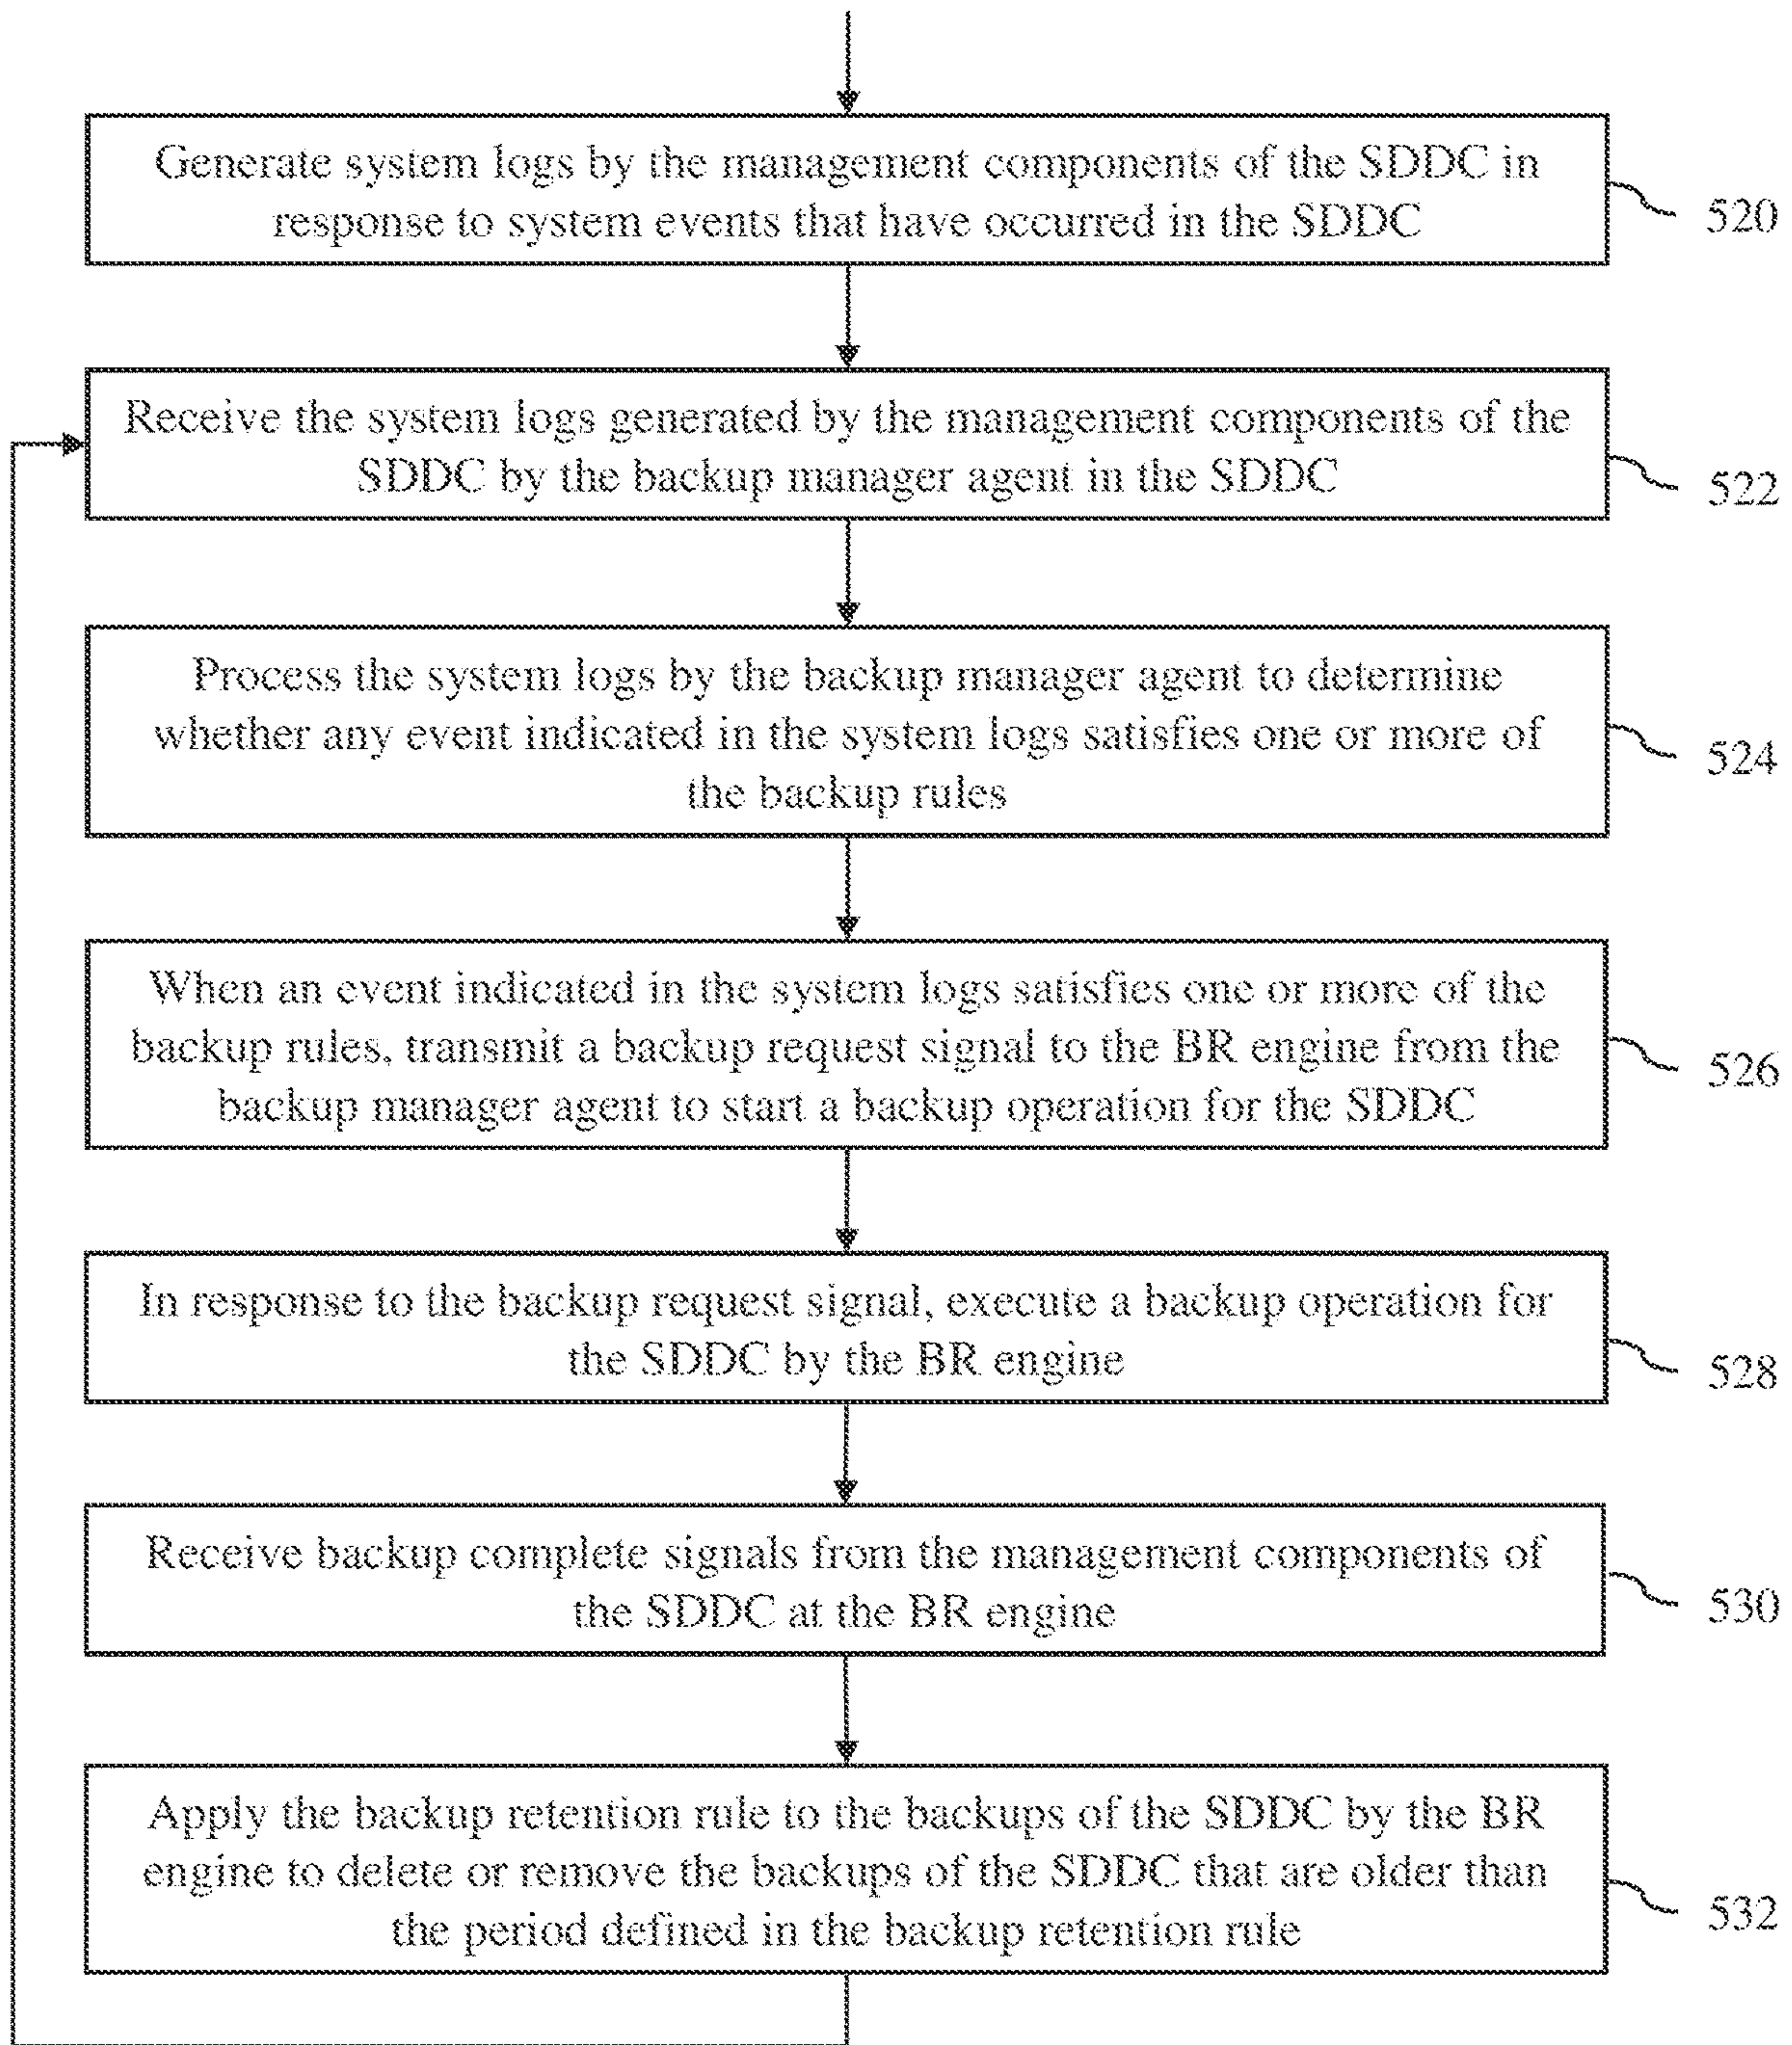 Generate system logs by the management components of the SDDC in
response to system events that have occurred in the SDDC
520
Receive the system logs generated by the management components of the
SDDC by the backup manager agent in the SDDC
522
Process the system logs by the backup manager agent to determine
whether any event indicated in the system logs satisfies one or more of
the backup rules
524
When an event indicated in the system logs satisfies one or more of the
backup rules, transmit a backup request signal to the BR engine from the
backup manager agent to start a backup operation for the SDDC
526
In response to the backup request signal, execute a backup operation for
the SDDC by the BR engine
528
Receive backup complete signals from the management components of
the SDDC at the BR engine
530
Apply the backup retention rule to the backups of the SDDC by the BR
engine to delete or remove the backups of the SDDC that are older than
the period defined in the backup retention rule
532